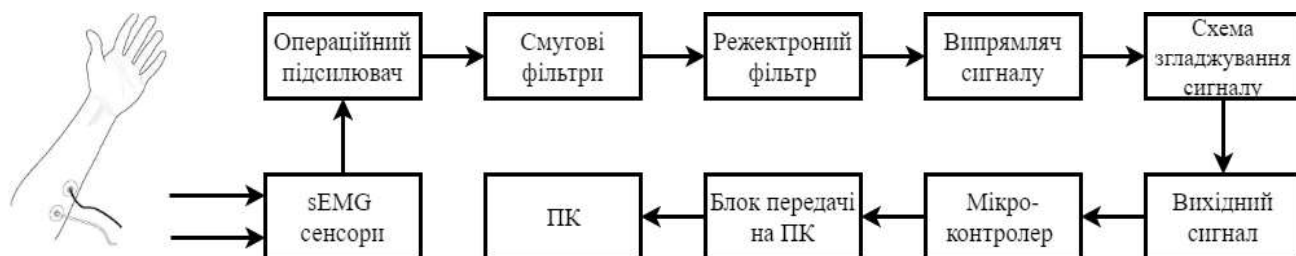 Операційний
підсилювач
Смугові
фільтри
Режектроний
фільтр
Випрямляч
сигналу
Схема
згладжування
сигналу
sEMG
сенсори
ПК
Блок передачі
на ПК
Мікро-
контролер
Вихідний
сигнал